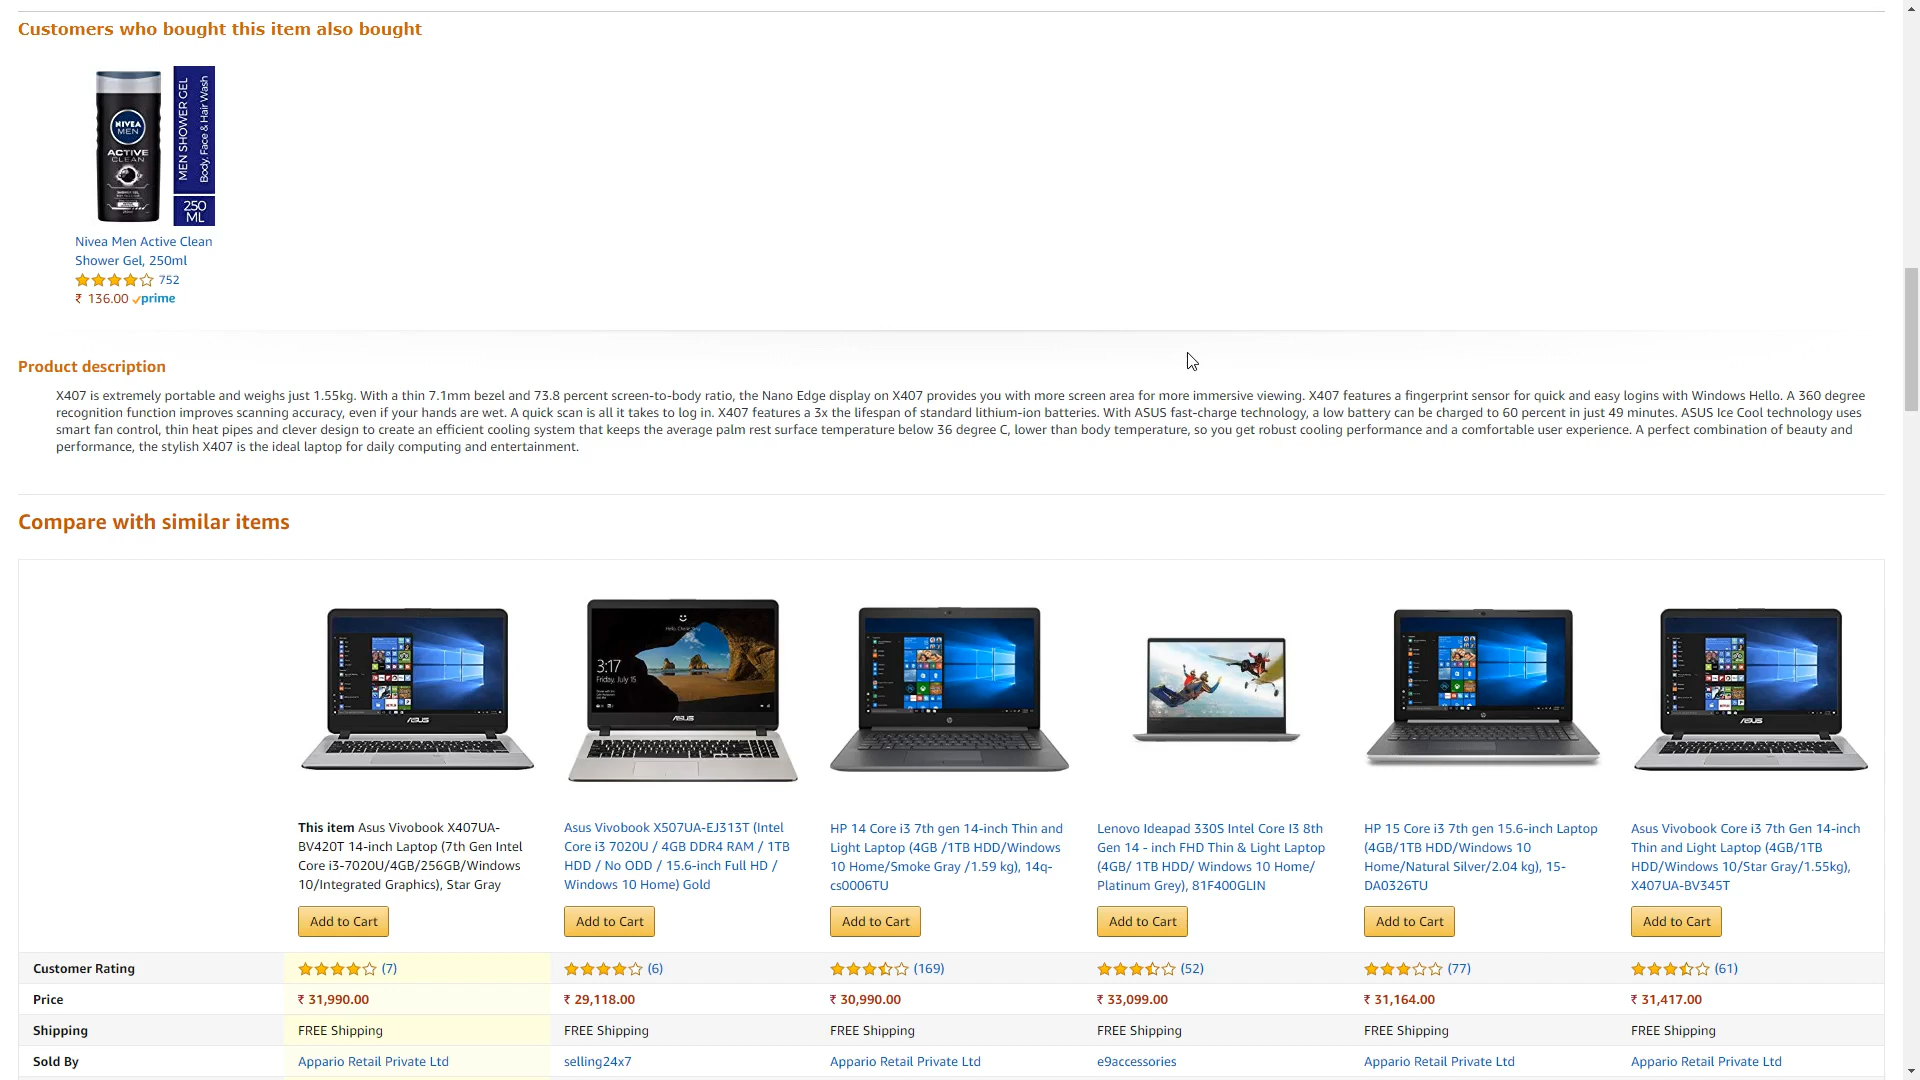 Customers who bought this item also bought
NIVEA
MEN
ACTIVE
CLEAN
MEN SHOWER GEL
Body, Face & Hair Wash
250
ML
Nivea Men Active Clean
Shower Gel, 250ml
752
₹ 136.00 prime
Product description
X407 is extremely portable and weighs just 1.55kg. With a thin 7.1mm bezel and 73.8 percent screen-to-body ratio, the Nano Edge display on X407 provides you with more screen area for more immersive viewing. X407 features a fingerprint sensor for quick and easy logins with Windows Hello. A 360 degree
recognition function improves scanning accuracy, even if your hands are wet. A quick scan is all it takes to log in. X407 features a 3x the lifespan of standard lithium-ion batteries. With ASUS fast-charge technology, a low battery can be charged to 60 percent in just 49 minutes. ASUS Ice Cool technology uses
smart fan control, thin heat pipes and clever design to create an efficient cooling system that keeps the average palm rest surface temperature below 36 degree C, lower than body temperature, so you get robust cooling performance and a comfortable user experience. A perfect combination of beauty and
performance, the stylish X407 is the ideal laptop for daily computing and entertainment.
Compare with similar items
ASUS
3:17
Friday, July 15
ASUS
ASUS
This item Asus Vivobook X407UA-
BV420T 14-inch Laptop (7th Gen Intel
Core i3-7020U/4GB/256GB/Windows
10/Integrated Graphics), Star Gray
Asus Vivobook X507UA-EJ313T (Intel
Core i3 7020U / 4GB DDR4 RAM / 1TB
HDD / No ODD / 15.6-inch Full HD /
Windows 10 Home) Gold
HP 14 Core i3 7th gen 14-inch Thin and
Light Laptop (4GB /1TB HDD/Windows
10 Home/Smoke Gray /1.59 kg), 14q-
cs0006TU
Lenovo Ideapad 330S Intel Core I3 8th
Gen 14 - inch FHD Thin & Light Laptop
(4GB/ 1TB HDD/ Windows 10 Home/
Platinum Grey), 81F400GLIN
HP 15 Core i3 7th gen 15.6-inch Laptop
(4GB/1TB HDD/Windows 10
Home/Natural Silver/2.04 kg), 15-
DA0326TU
Asus Vivobook Core i3 7th Gen 14-inch
Thin and Light Laptop (4GB/1TB
HDD/Windows 10/Star Gray/1.55kg),
X407UA-BV345T
Add to Cart Add to Cart Add to Cart Add to Cart Add to Cart Add to Cart
Customer Rating (7) (6) (169) (52) (77) (61)
Price ₹ 31,990.00 ₹ 29,118.00 ₹ 30,990.00 ₹ 33,099.00 ₹ 31,164.00 ₹ 31,417.00
Shipping FREE Shipping FREE Shipping FREE Shipping FREE Shipping FREE Shipping FREE Shipping
Sold By Appario Retail Private Ltd selling24x7 Appario Retail Private Ltd e9accessories Appario Retail Private Ltd Appario Retail Private Ltd